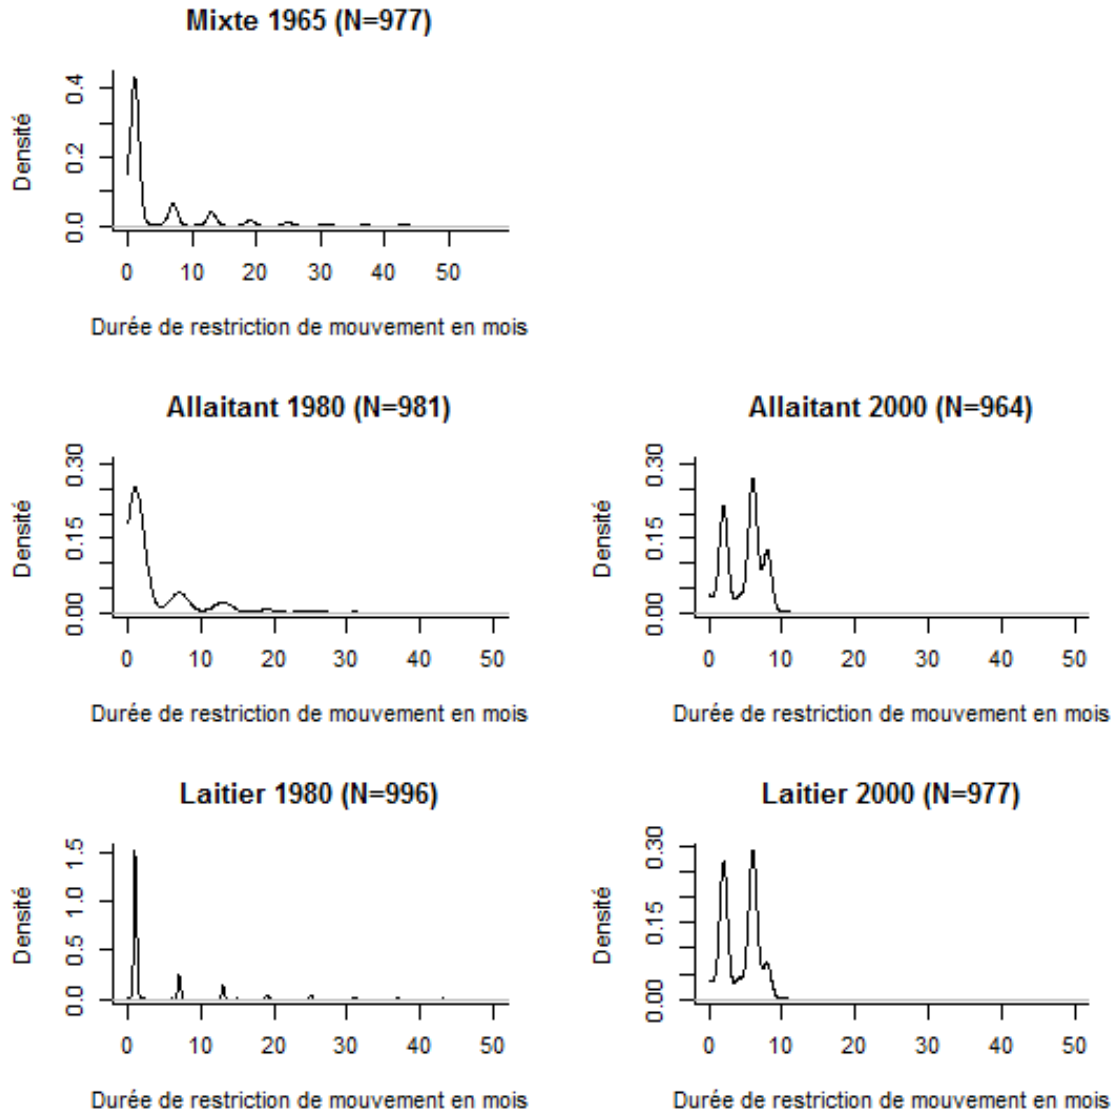 Mixte 1965 (N=977)
Densité
0.0 0.2 0.4
0 10 20 30 40 50
Durée de restriction de mouvement en mois
Allaitant 1980 (N=981)
Densité
0.00 0.15 0.30
0 10 20 30 40 50
Durée de restriction de mouvement en mois
Allaitant 2000 (N=964)
Densité
0.00 0.15 0.30
0 10 20 30 40 50
Durée de restriction de mouvement en mois
Laitier 1980 (N=996)
Densité
0.0 0.5 1.0 1.5
0 10 20 30 40 50
Durée de restriction de mouvement en mois
Laitier 2000 (N=977)
Densité
0.00 0.15 0.30
0 10 20 30 40 50
Durée de restriction de mouvement en mois